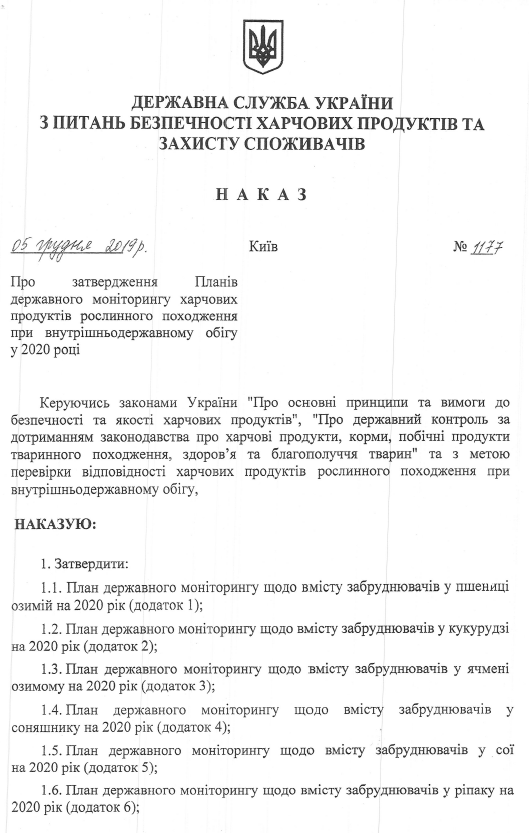 ДЕРЖАВНА СЛУЖБА УКРАЇНИ
З ПИТАНЬ БЕЗПЕЧНОСТІ ХАРЧОВИХ ПРОДУКТІВ ТА
ЗАХИСТУ СПОЖИВАЧІВ
Н А К А З
05 грудня 2019р. Київ № 1177
Про затвердження Планів
державного моніторингу харчових
продуктів рослинного походження
при внутрішньодержавному обігу
у 2020 році
Керуючись законами України "Про основні принципи та вимоги до
безпечності та якості харчових продуктів", "Про державний контроль за
дотриманням законодавства про харчові продукти, корми, побічні продукти
тваринного походження, здоров’я та благополуччя тварин" та з метою
перевірки відповідності харчових продуктів рослинного походження при
внутрішньодержавному обігу,
НАКАЗУЮ:
1. Затвердити:
1.1. План державного моніторингу щодо вмісту забруднювачів у пшениці
озимій на 2020 рік (додаток 1);
1.2. План державного моніторингу щодо вмісту забруднювачів у кукурудзі
на 2020 рік (додаток 2);
1.3. План державного моніторингу щодо вмісту забруднювачів у ячмені
озимому на 2020 рік (додаток 3);
1.4. План державного моніторингу щодо вмісту забруднювачів у
соняшнику на 2020 рік (додаток 4);
1.5. План державного моніторингу щодо вмісту забруднювачів у сої
на 2020 рік (додаток 5);
1.6. План державного моніторингу щодо вмісту забруднювачів у ріпаку на
2020 рік (додаток 6);